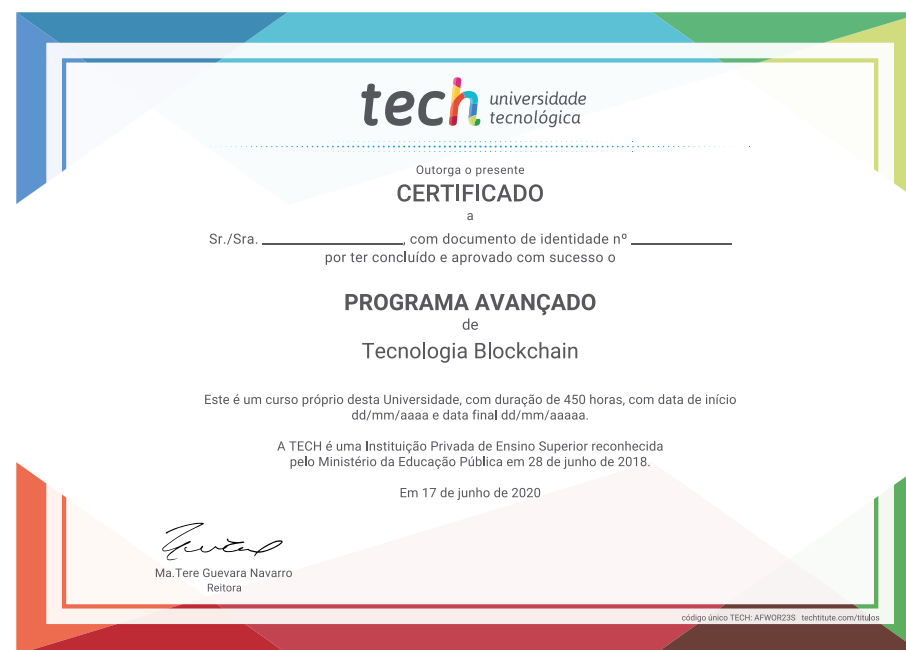 tech universidade
tecnológica
Outorga o presente
CERTIFICADO
a
Sr./Sra. ________________, com documento de identidade nº ____________
por ter concluído e aprovado com sucesso o
PROGRAMA AVANÇADO
de
Tecnologia Blockchain
Este é um curso próprio desta Universidade, com duração de 450 horas, com data de início
dd/mm/aaaa e data final dd/mm/aaaaa.
A TECH é uma Instituição Privada de Ensino Superior reconhecida
pelo Ministério da Educação Pública em 28 de junho de 2018.
Em 17 de junho de 2020
Ma.Tere Guevara Navarro
Reitora
código único TECH: AFWOR23S techtitute.com/títulos